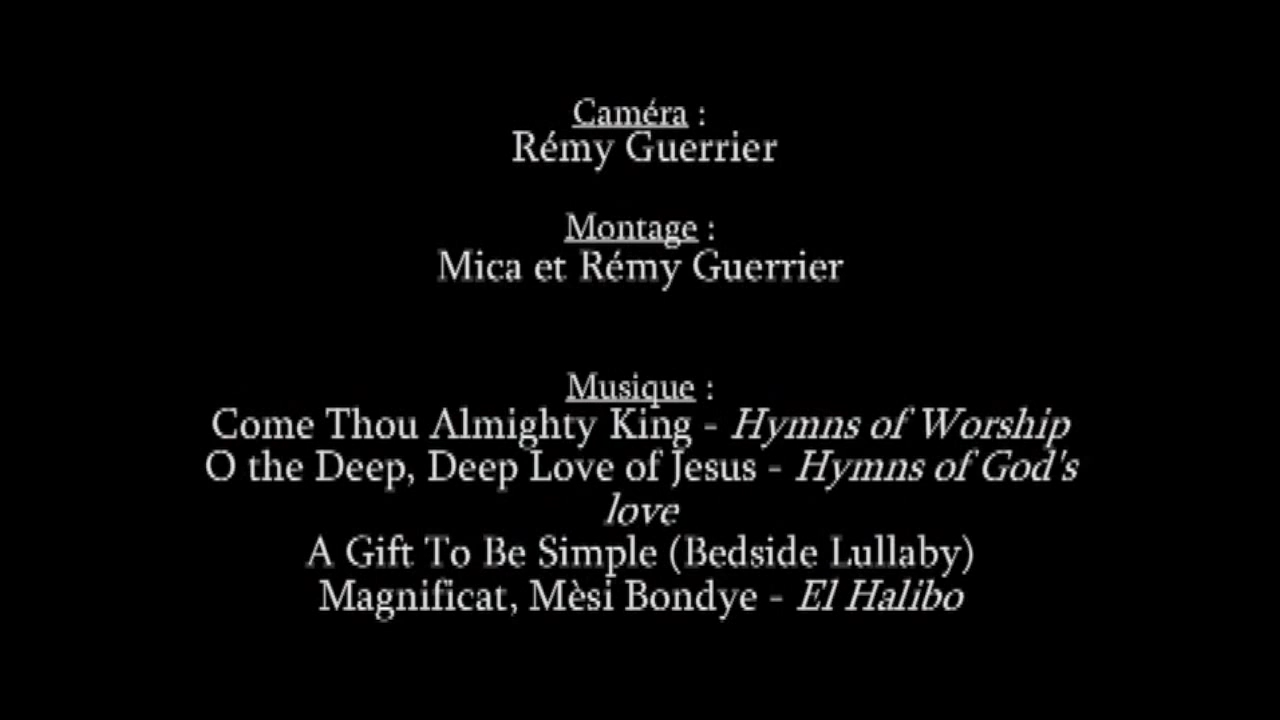 Caméra :
Rémy Guerrier
Montage :
Mica et Rémy Guerrier
Musique :
Come Thou Almighty King - Hymns of Worship
O the Deep, Deep Love of Jesus - Hymns of God's
love
A Gift To Be Simple (Bedside Lullaby)
Magnificat, Mèsi Bondye - El Halibo